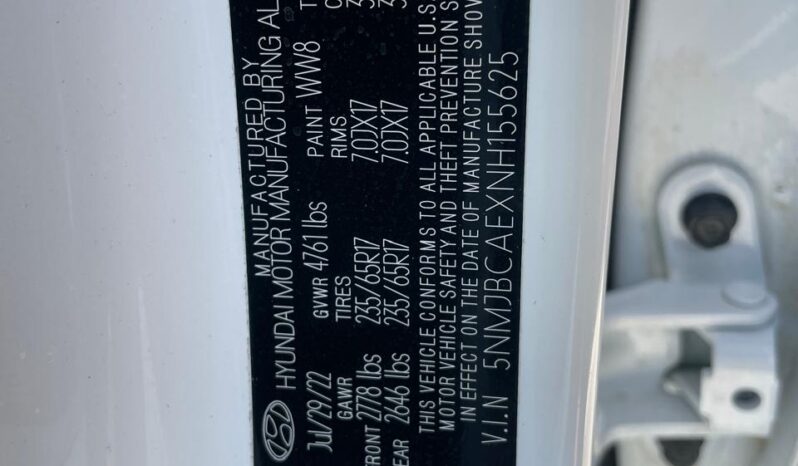 MANUFACTURED BY
HYUNDAI MOTOR MANUFACTURING AL
Jul/29/22 GVWR 4761 lbs PAINT WW8
GAWR TIRES RIMS
FRONT 2778 lbs 235/65R17 7.0JX17
REAR 2646 lbs 235/65R17 7.0JX17
THIS VEHICLE CONFORMS TO ALL APPLICABLE U.S.
MOTOR VEHICLE SAFETY AND THEFT PREVENTION S
IN EFFECT ON THE DATE OF MANUFACTURE SHOW
V.I.N 5NMJBCAEXNH155625